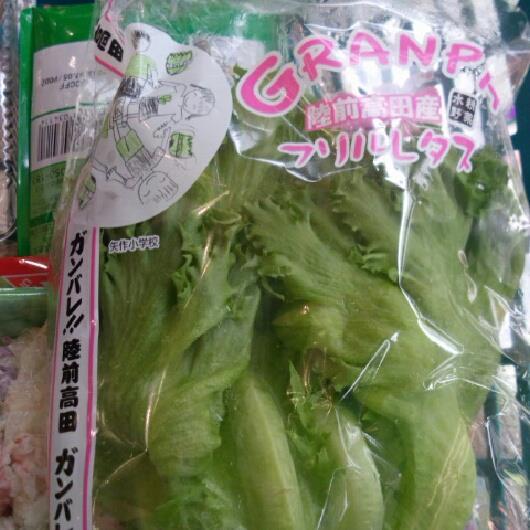 GRANPA
陸前高田産
水耕
野菜
フリルレタス
矢作小学校
ガンバレ!!! 陸前高田 ガンバレ